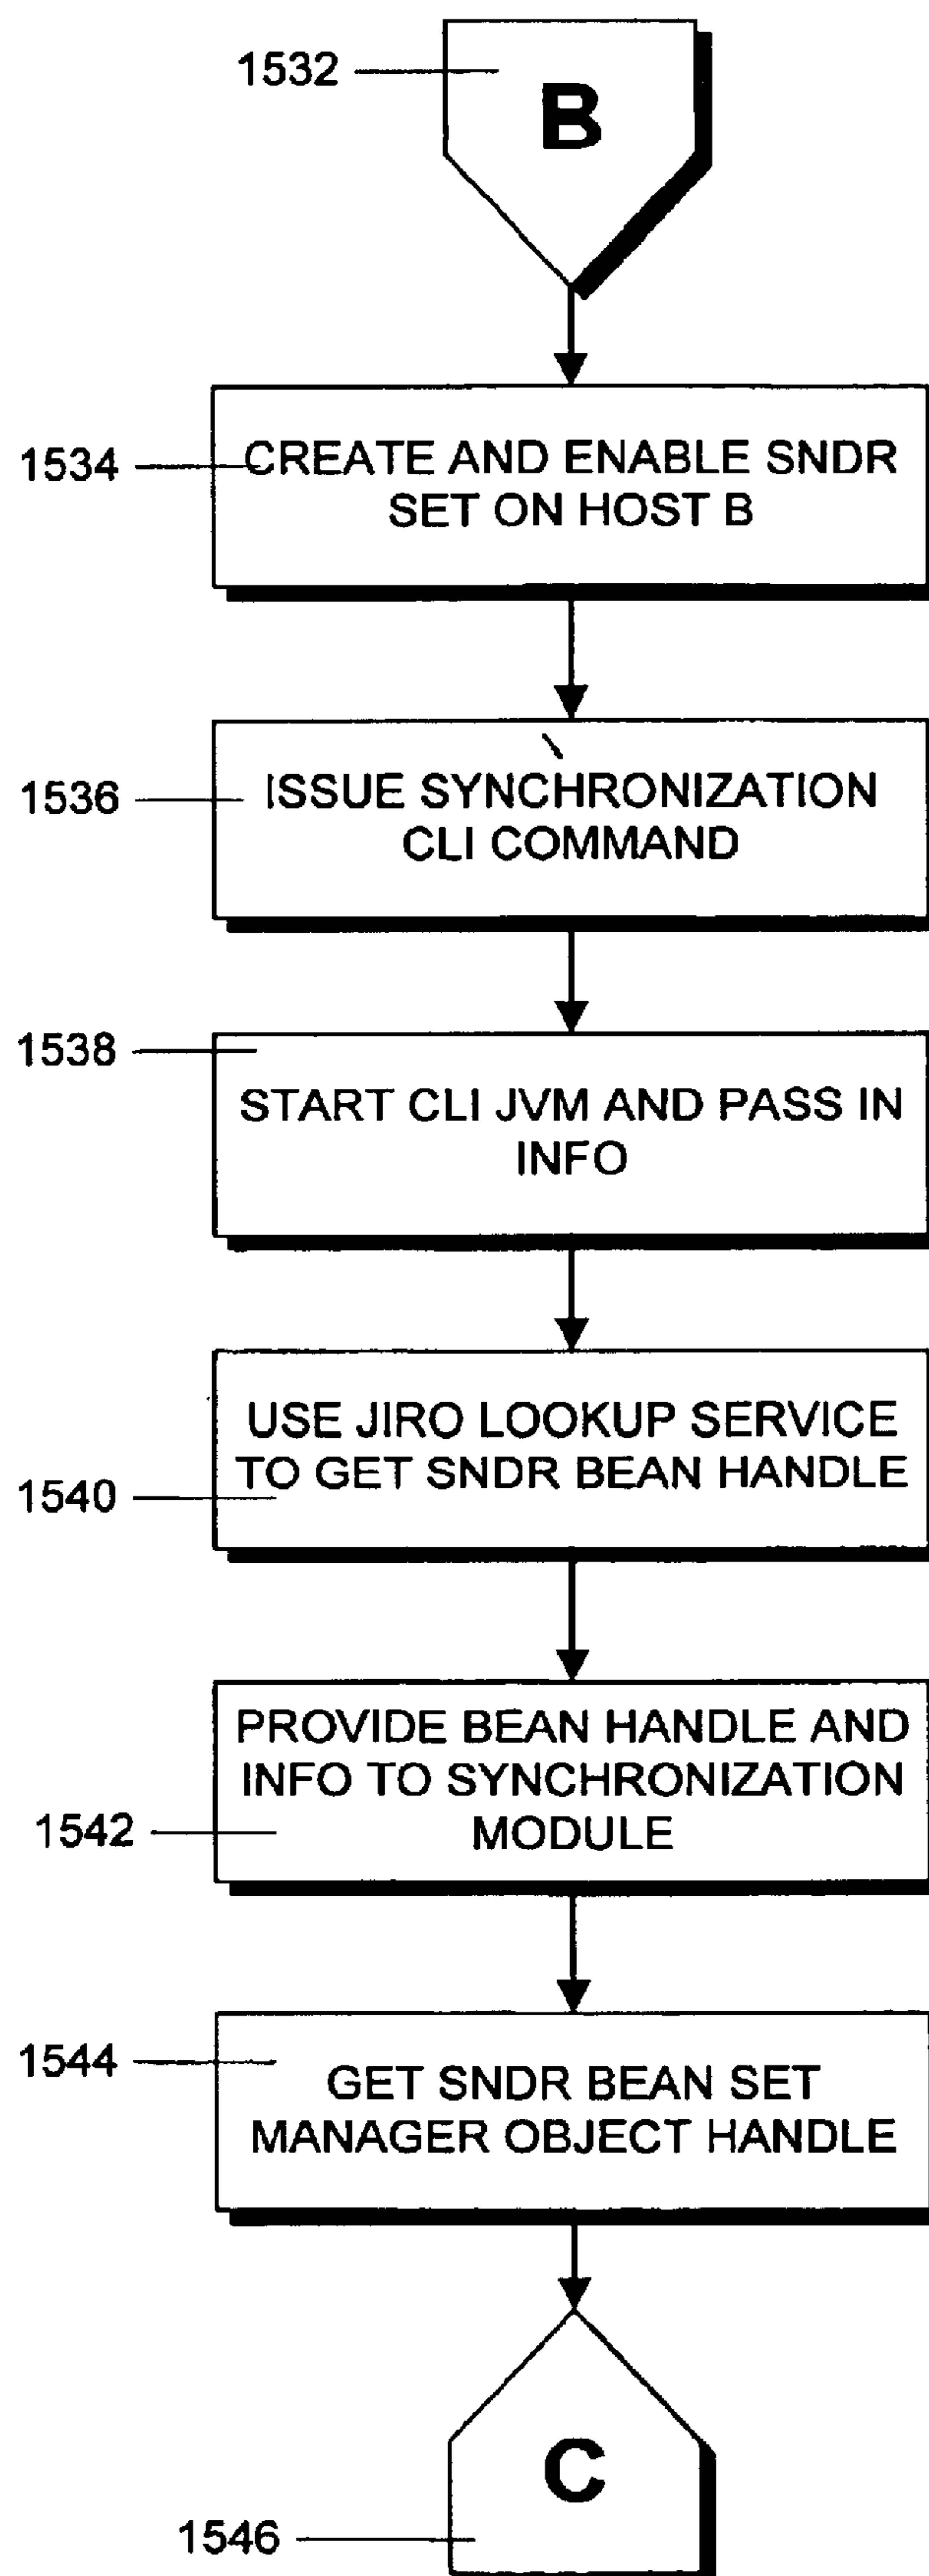 1532
B
1534
CREATE AND ENABLE SNDR
SET ON HOST B
1536
ISSUE SYNCHRONIZATION
CLI COMMAND
1538
START CLI JVM AND PASS IN
INFO
USE JIRO LOOKUP SERVICE
TO GET SNDR BEAN HANDLE
1540
PROVIDE BEAN HANDLE AND
INFO TO SYNCHRONIZATION
MODULE
1542
1544
GET SNDR BEAN SET
MANAGER OBJECT HANDLE
C
1546